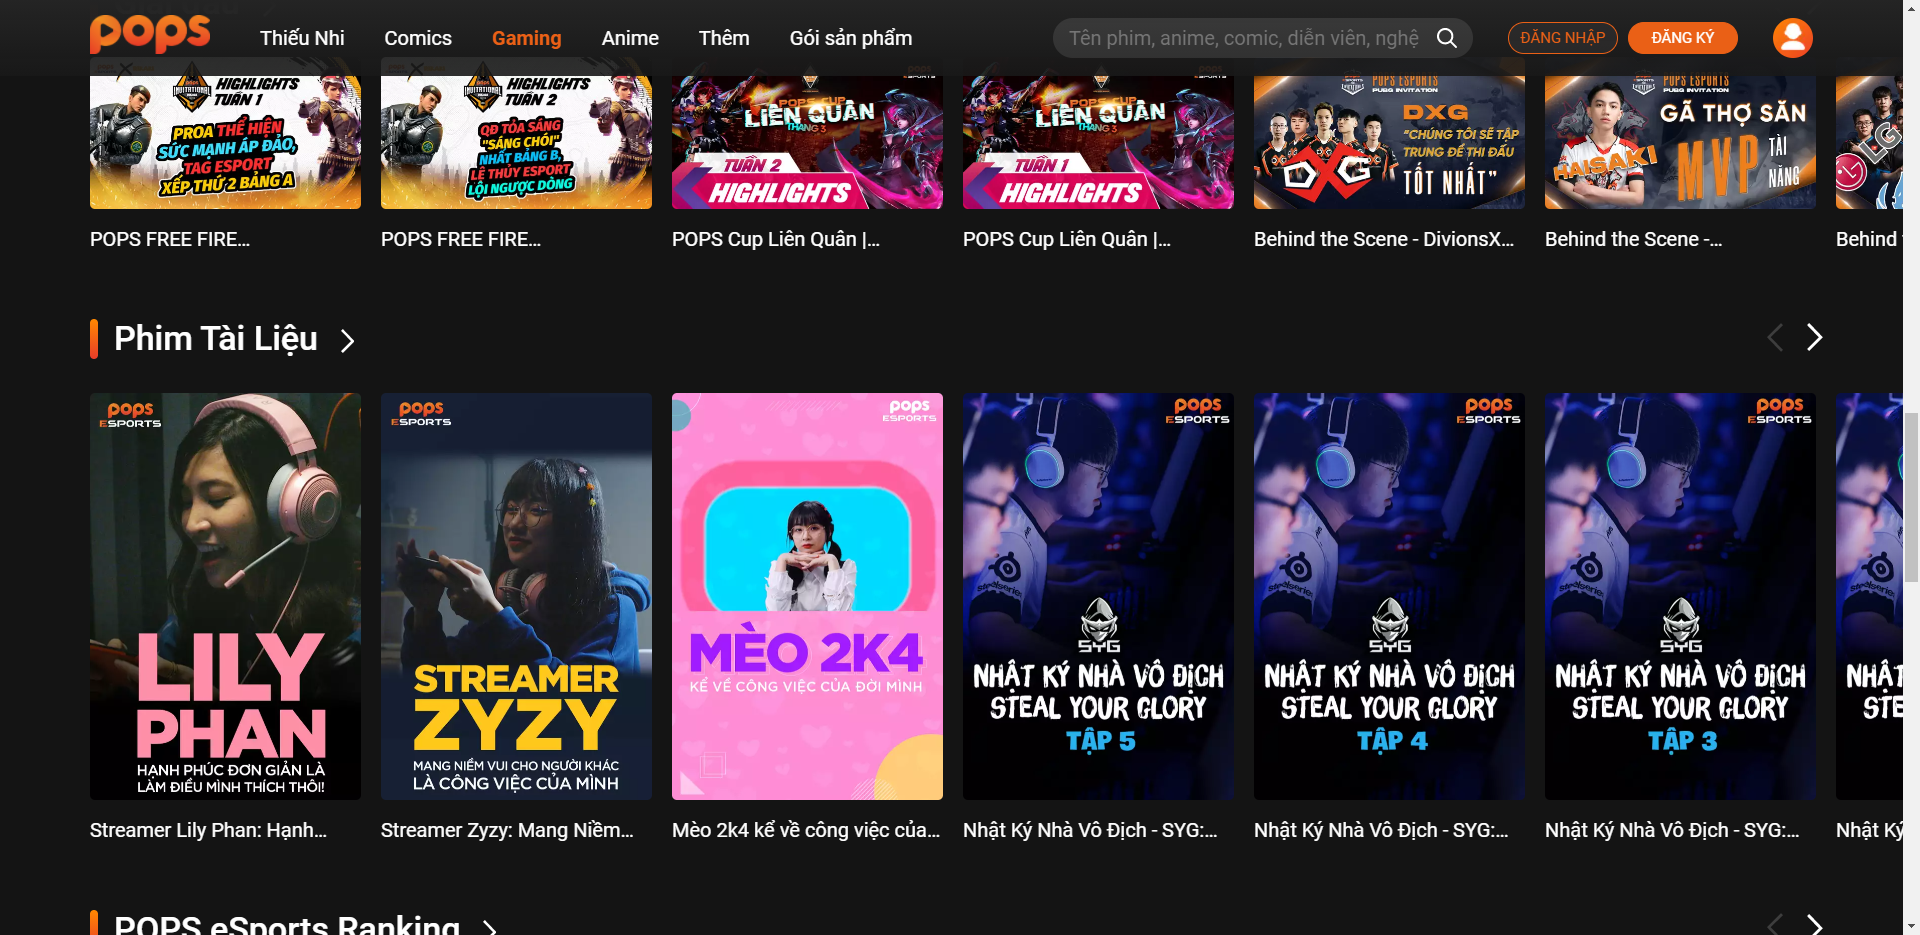 POPS
Thiếu Nhi
Comics
Gaming
Anime
Thêm
Gói sản phẩm
Tên phim, anime, comic, diễn viên, nghệ
ĐĂNG NHẬP
ĐĂNG KÝ
INVITATIONAL
HIGHLIGHTS
TUẦN 1
PROA THỂ HIỆN
SỨC MẠNH ÁP ĐẢO,
TAG ESPORT
XẾP THỨ 2 BẢNG A
INVITATIONAL
HIGHLIGHTS
TUẦN 2
QĐ TỎA SÁNG
"SÁNG CHÓI"
NHẤT BẢNG B,
LỆ THỦY ESPORT
LỘI NGƯỢC DÒNG
POPS CUP
LIÊN QUÂN
THÁNG 3
TUẦN 2
HIGHLIGHTS
POPS CUP
LIÊN QUÂN
THÁNG 3
TUẦN 1
HIGHLIGHTS
POPS ESPORTS
PUBG INVITATION
DXG
"CHÚNG TÔI SẼ TẬP
TRUNG ĐỂ THI ĐẤU
TỐT NHẤT"
DXG
POPS ESPORTS
PUBG INVITATION
GÃ THỢ SĂN
MVP
TÀI
NĂNG
HAISAKI
LG
POPS FREE FIRE...
POPS FREE FIRE...
POPS Cup Liên Quân |...
POPS Cup Liên Quân |...
Behind the Scene - DivionsX...
Behind the Scene -...
Behind
Phim Tài Liệu
POPS
ESPORTS
LILY
PHAN
HẠNH PHÚC ĐƠN GIẢN LÀ
LÀM ĐIỀU MÌNH THÍCH THÔI!
POPS
ESPORTS
STREAMER
ZYZY
MANG NIỀM VUI CHO NGƯỜI KHÁC
LÀ CÔNG VIỆC CỦA MÌNH
POPS
ESPORTS
MÈO 2K4
KỂ VỀ CÔNG VIỆC CỦA ĐỜI MÌNH
POPS
ESPORTS
steelseries
SYG
NHẬT KÝ NHÀ VÔ ĐỊCH
STEAL YOUR GLORY
TẬP 5
POPS
ESPORTS
steelseries
SYG
NHẬT KÝ NHÀ VÔ ĐỊCH
STEAL YOUR GLORY
TẬP 4
POPS
ESPORTS
steelseries
SYG
NHẬT KÝ NHÀ VÔ ĐỊCH
STEAL YOUR GLORY
TẬP 3
steelseries
NHẬT
STE
Streamer Lily Phan: Hạnh...
Streamer Zyzy: Mang Niềm...
Mèo 2k4 kể về công việc của...
Nhật Ký Nhà Vô Địch - SYG:...
Nhật Ký Nhà Vô Địch - SYG:...
Nhật Ký Nhà Vô Địch - SYG:...
Nhật Ký
POPS eSports Ranking